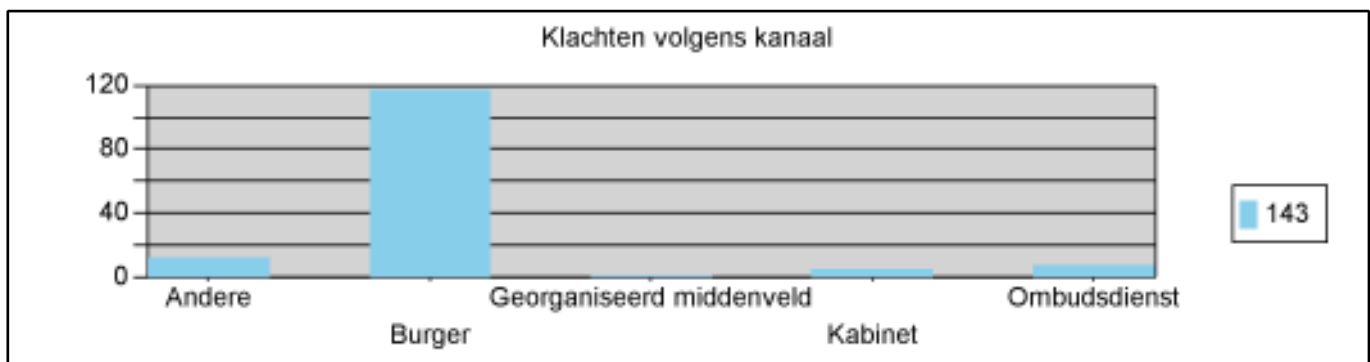 Klachten volgens kanaal
120
80
40
0
Andere
Burger
Georganiseerd middenveld
Kabinet
Ombudsdienst
143